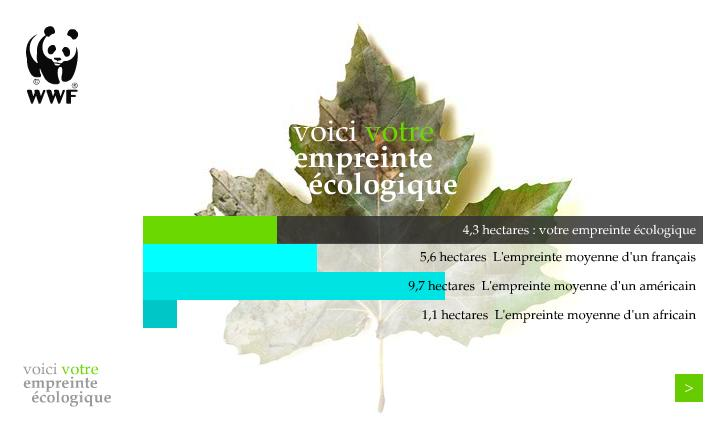 ©
®
WWF
voici votre
empreinte
écologique
4,3 hectares : votre empreinte écologique
5,6 hectares L'empreinte moyenne d'un français
9,7 hectares L'empreinte moyenne d'un américain
1,1 hectares L'empreinte moyenne d'un africain
voici votre
empreinte
écologique
>